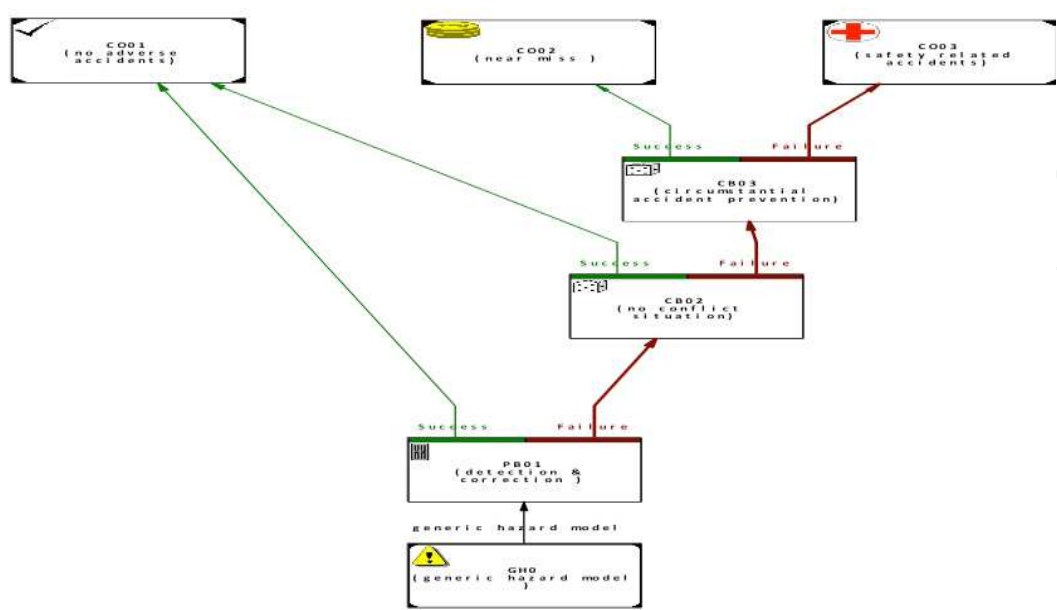 CO01
(no adverse
accidents)
CO02
(near miss )
CO03
(safety related
accidents)
Success
Failure
CB03
(circumstantial
accident prevention)
Success
Failure
CB02
(no conflict
situation)
Success
Failure
PB01
(detection &
correction )
generic hazard model
GH0
(generic hazard model
)